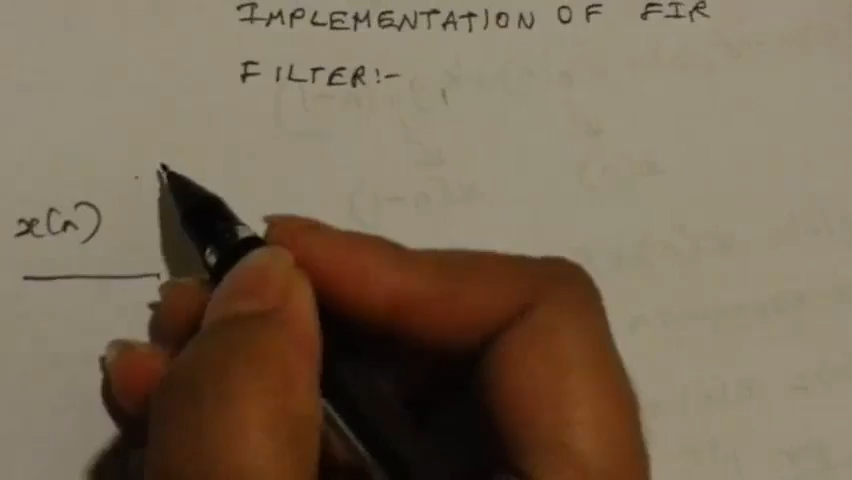 IMPLEMENTATION OF FIR
FILTER:-
x(n)